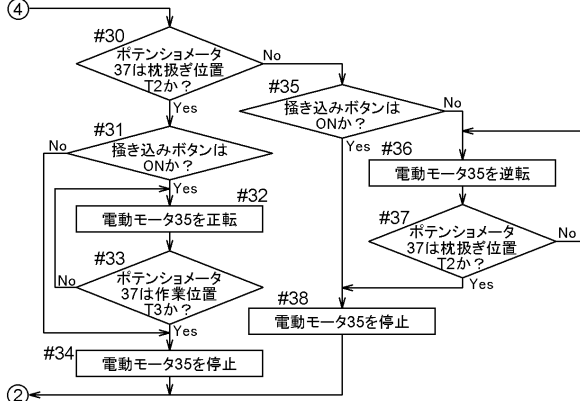 ④
#30
ポテンショメータ
37は枕扱ぎ位置
T2か？
No
Yes
#35
掻き込みボタンは
ONか？
No
Yes
#31
掻き込みボタンは
ONか？
No
Yes
#36
電動モータ35を逆転
#32
電動モータ35を正転
#37
ポテンショメータ
37は枕扱ぎ位置
T2か？
No
Yes
#33
ポテンショメータ
37は作業位置
T3か？
No
Yes
#38
電動モータ35を停止
#34
電動モータ35を停止
②